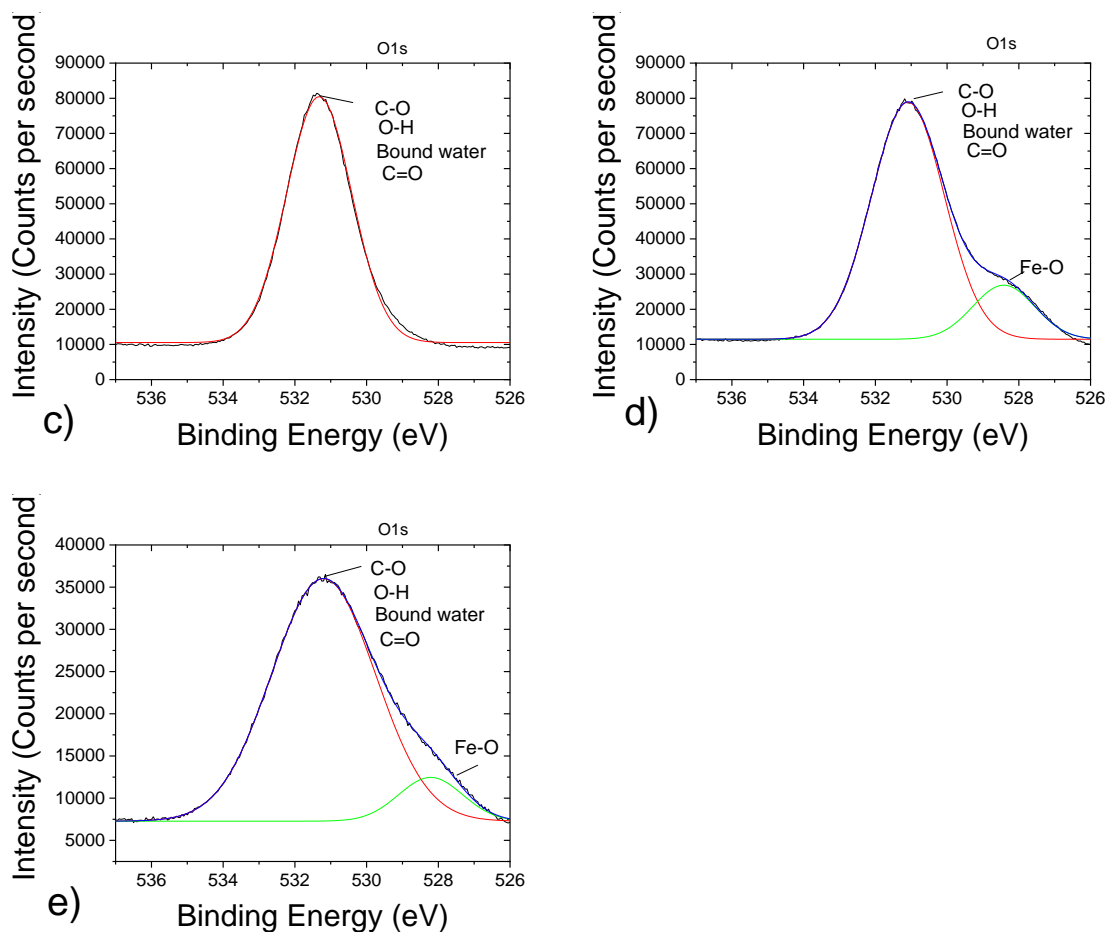 O1s
90000
80000
70000
60000
50000
40000
30000
20000
10000
0
Intensity (Counts per second
C-O
O-H
Bound water
C=O
536
534
532
530
528
526
Binding Energy (eV)
c)
O1s
90000
80000
70000
60000
50000
40000
30000
20000
10000
0
Intensity (Counts per second
C-O
O-H
Bound water
C=O
Fe-O
536
534
532
530
528
526
Binding Energy (eV)
d)
O1s
40000
35000
30000
25000
20000
15000
10000
5000
Intensity (Counts per second
C-O
O-H
Bound water
C=O
Fe-O
536
534
532
530
528
526
Binding Energy (eV)
e)